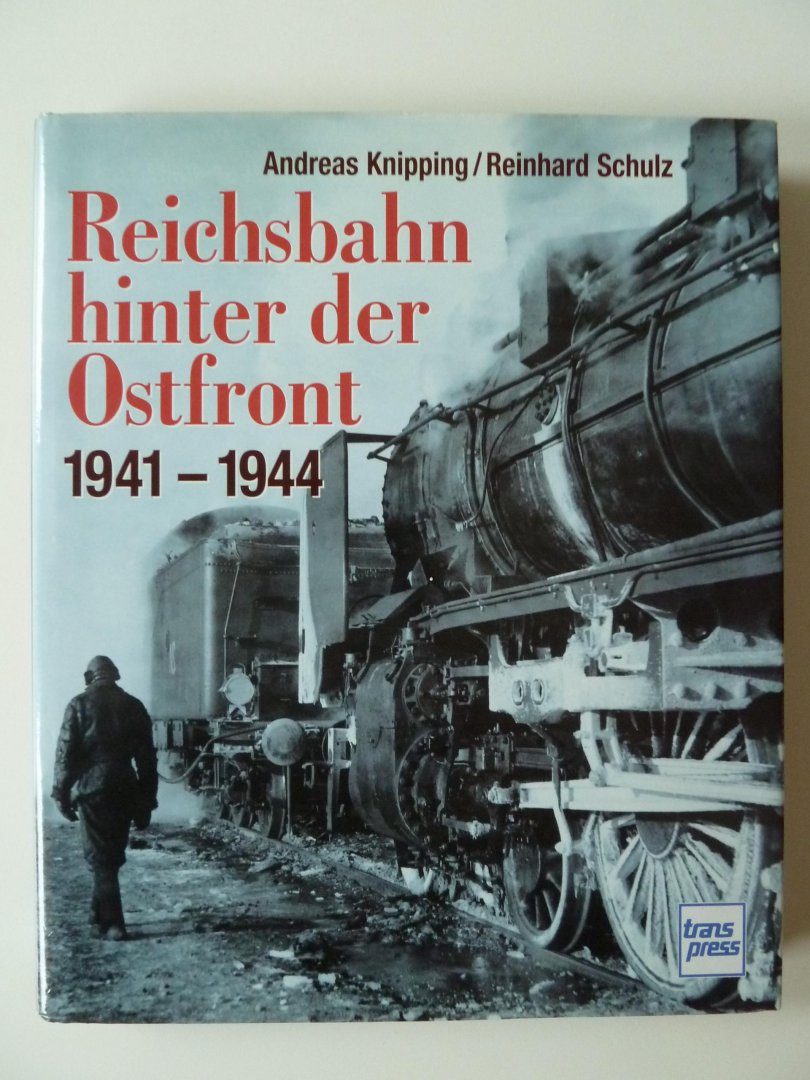 Andreas Knipping/Reinhard Schulz
Reichsbahn
hinter der
Ostfront
1941 – 1944
trans
press